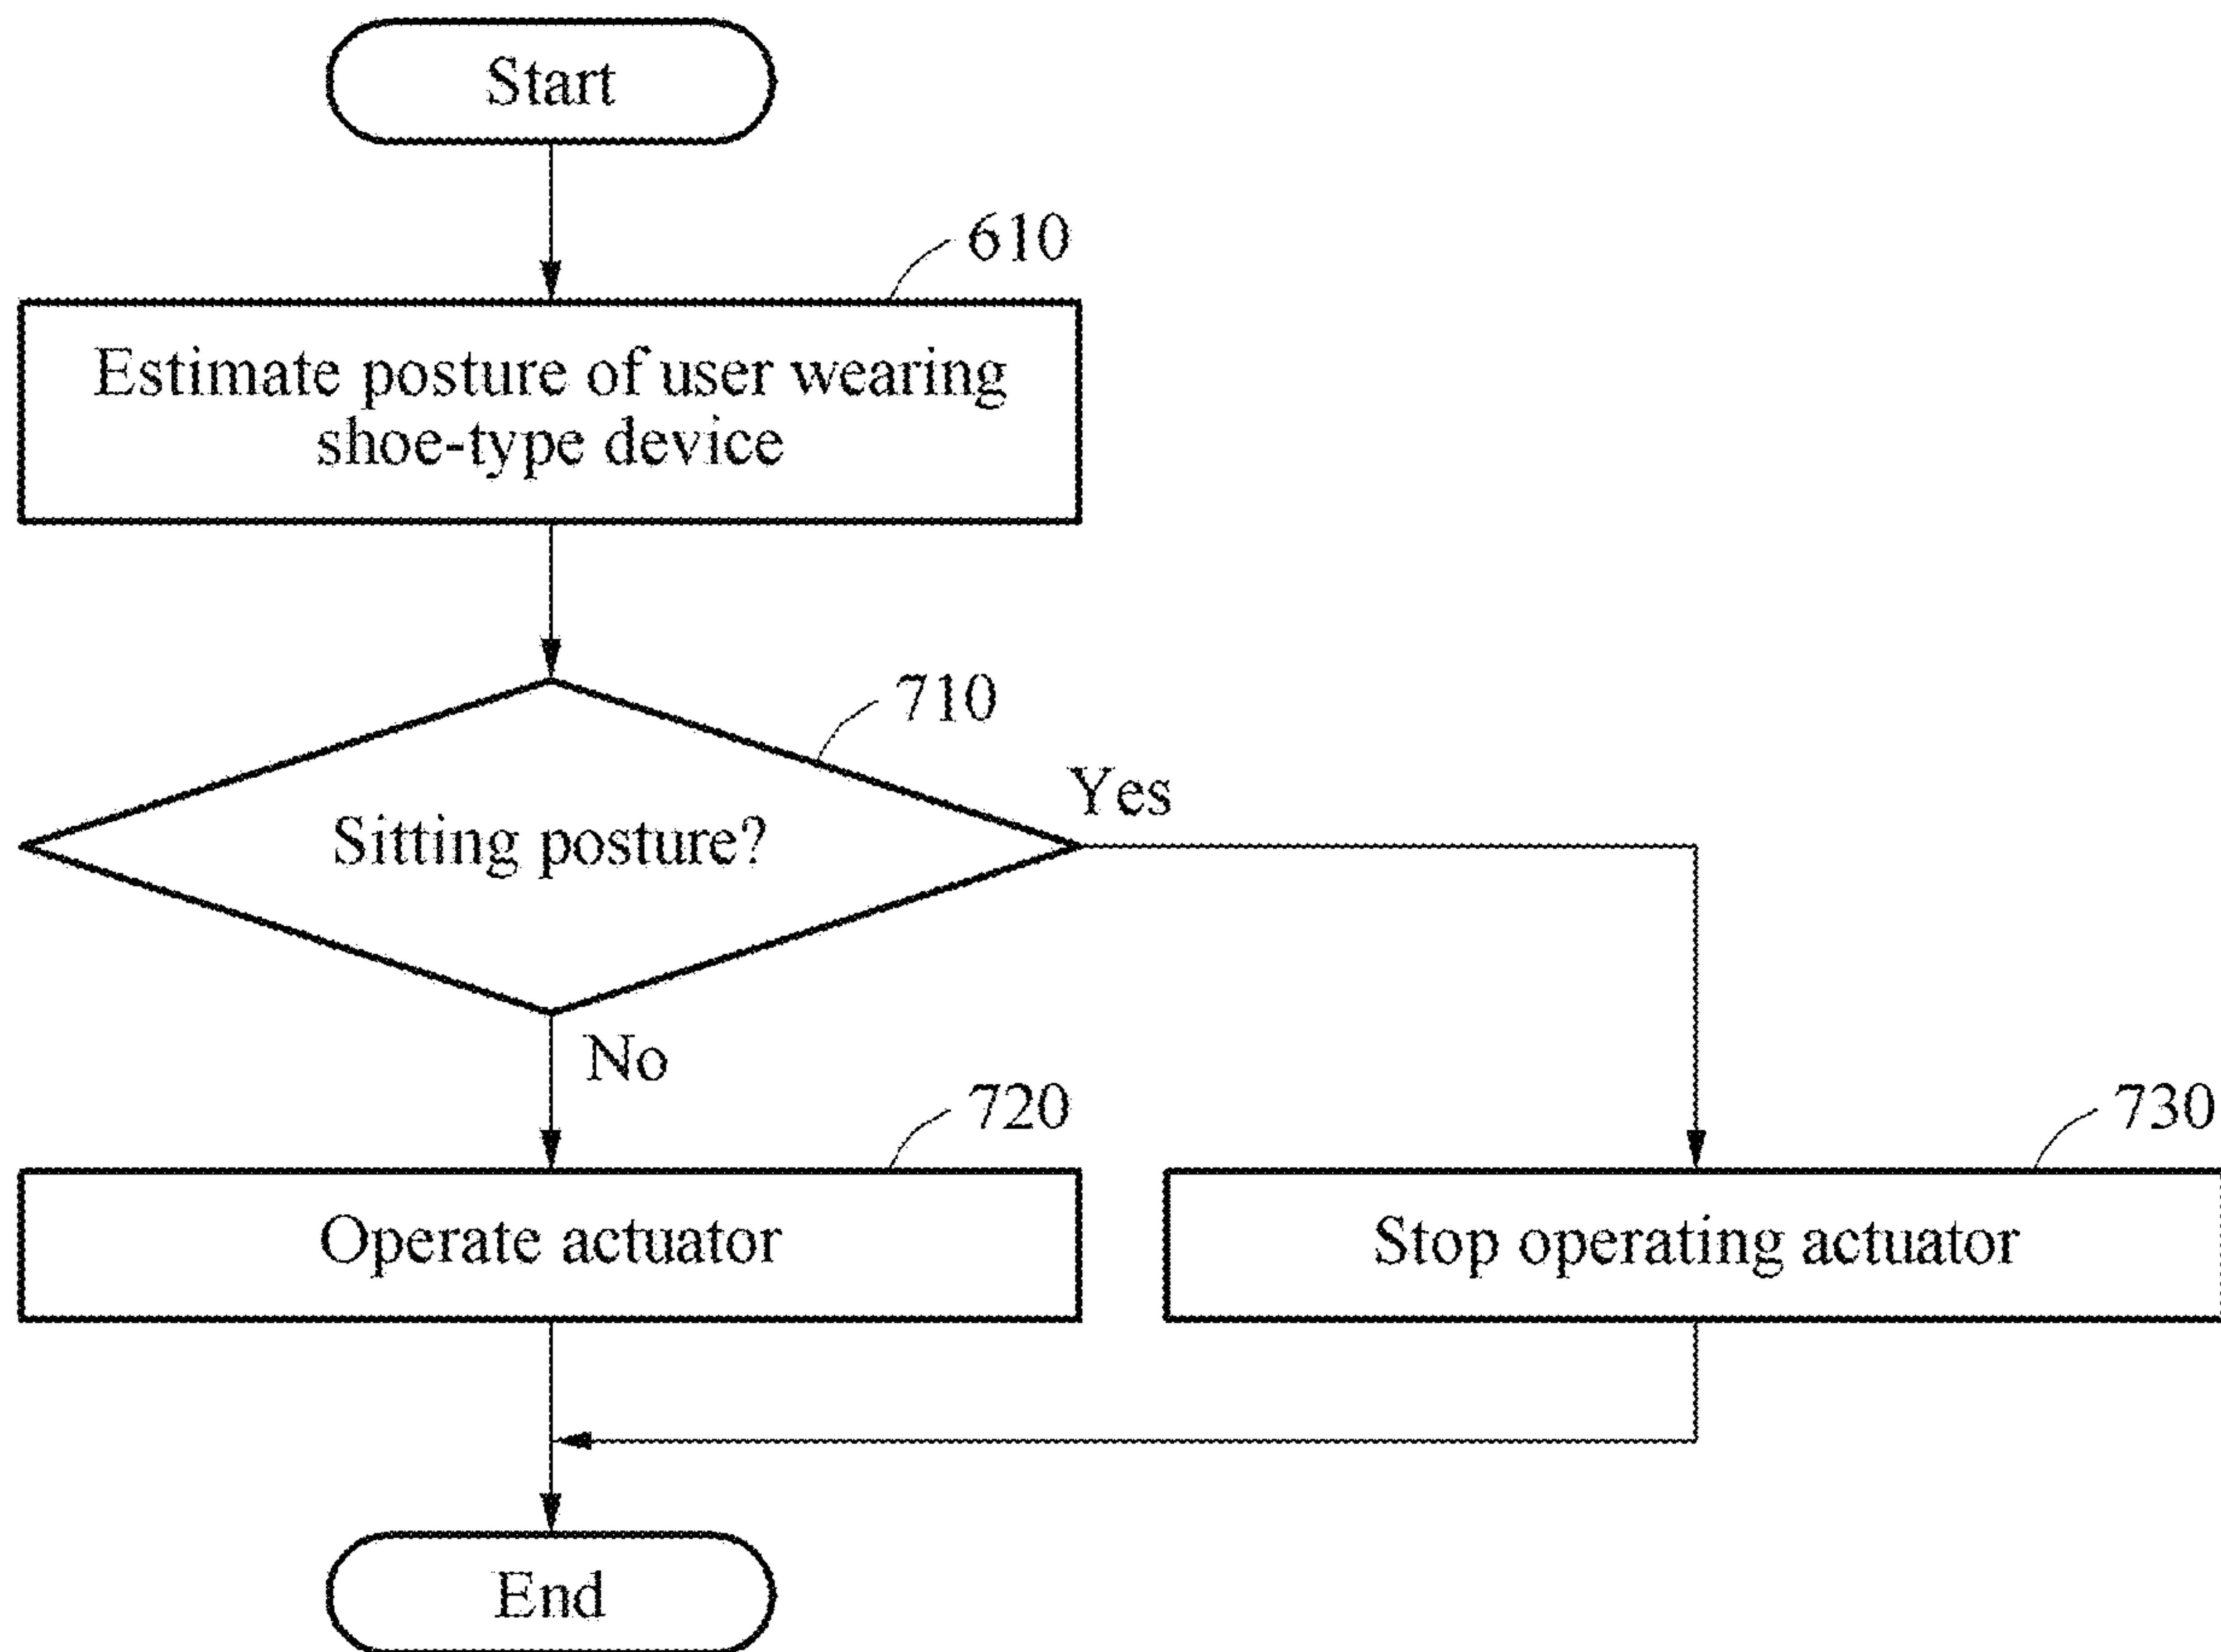 Start
610
Estimate posture of user wearing
shoe-type device
710
Sitting posture?
Yes
No
720
Operate actuator
730
Stop operating actuator
End